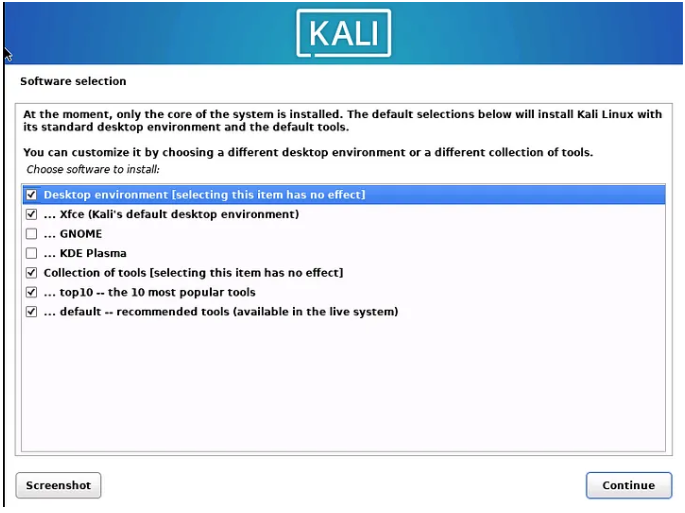 KALI
Software selection
At the moment, only the core of the system is installed. The default selections below will install Kali Linux with
its standard desktop environment and the default tools.
You can customize it by choosing a different desktop environment or a different collection of tools.
Choose software to install:
Desktop environment [selecting this item has no effect]
... Xfce (Kali's default desktop environment)
... GNOME
... KDE Plasma
Collection of tools [selecting this item has no effect]
... top10 -- the 10 most popular tools
... default -- recommended tools (available in the live system)
Screenshot
Continue